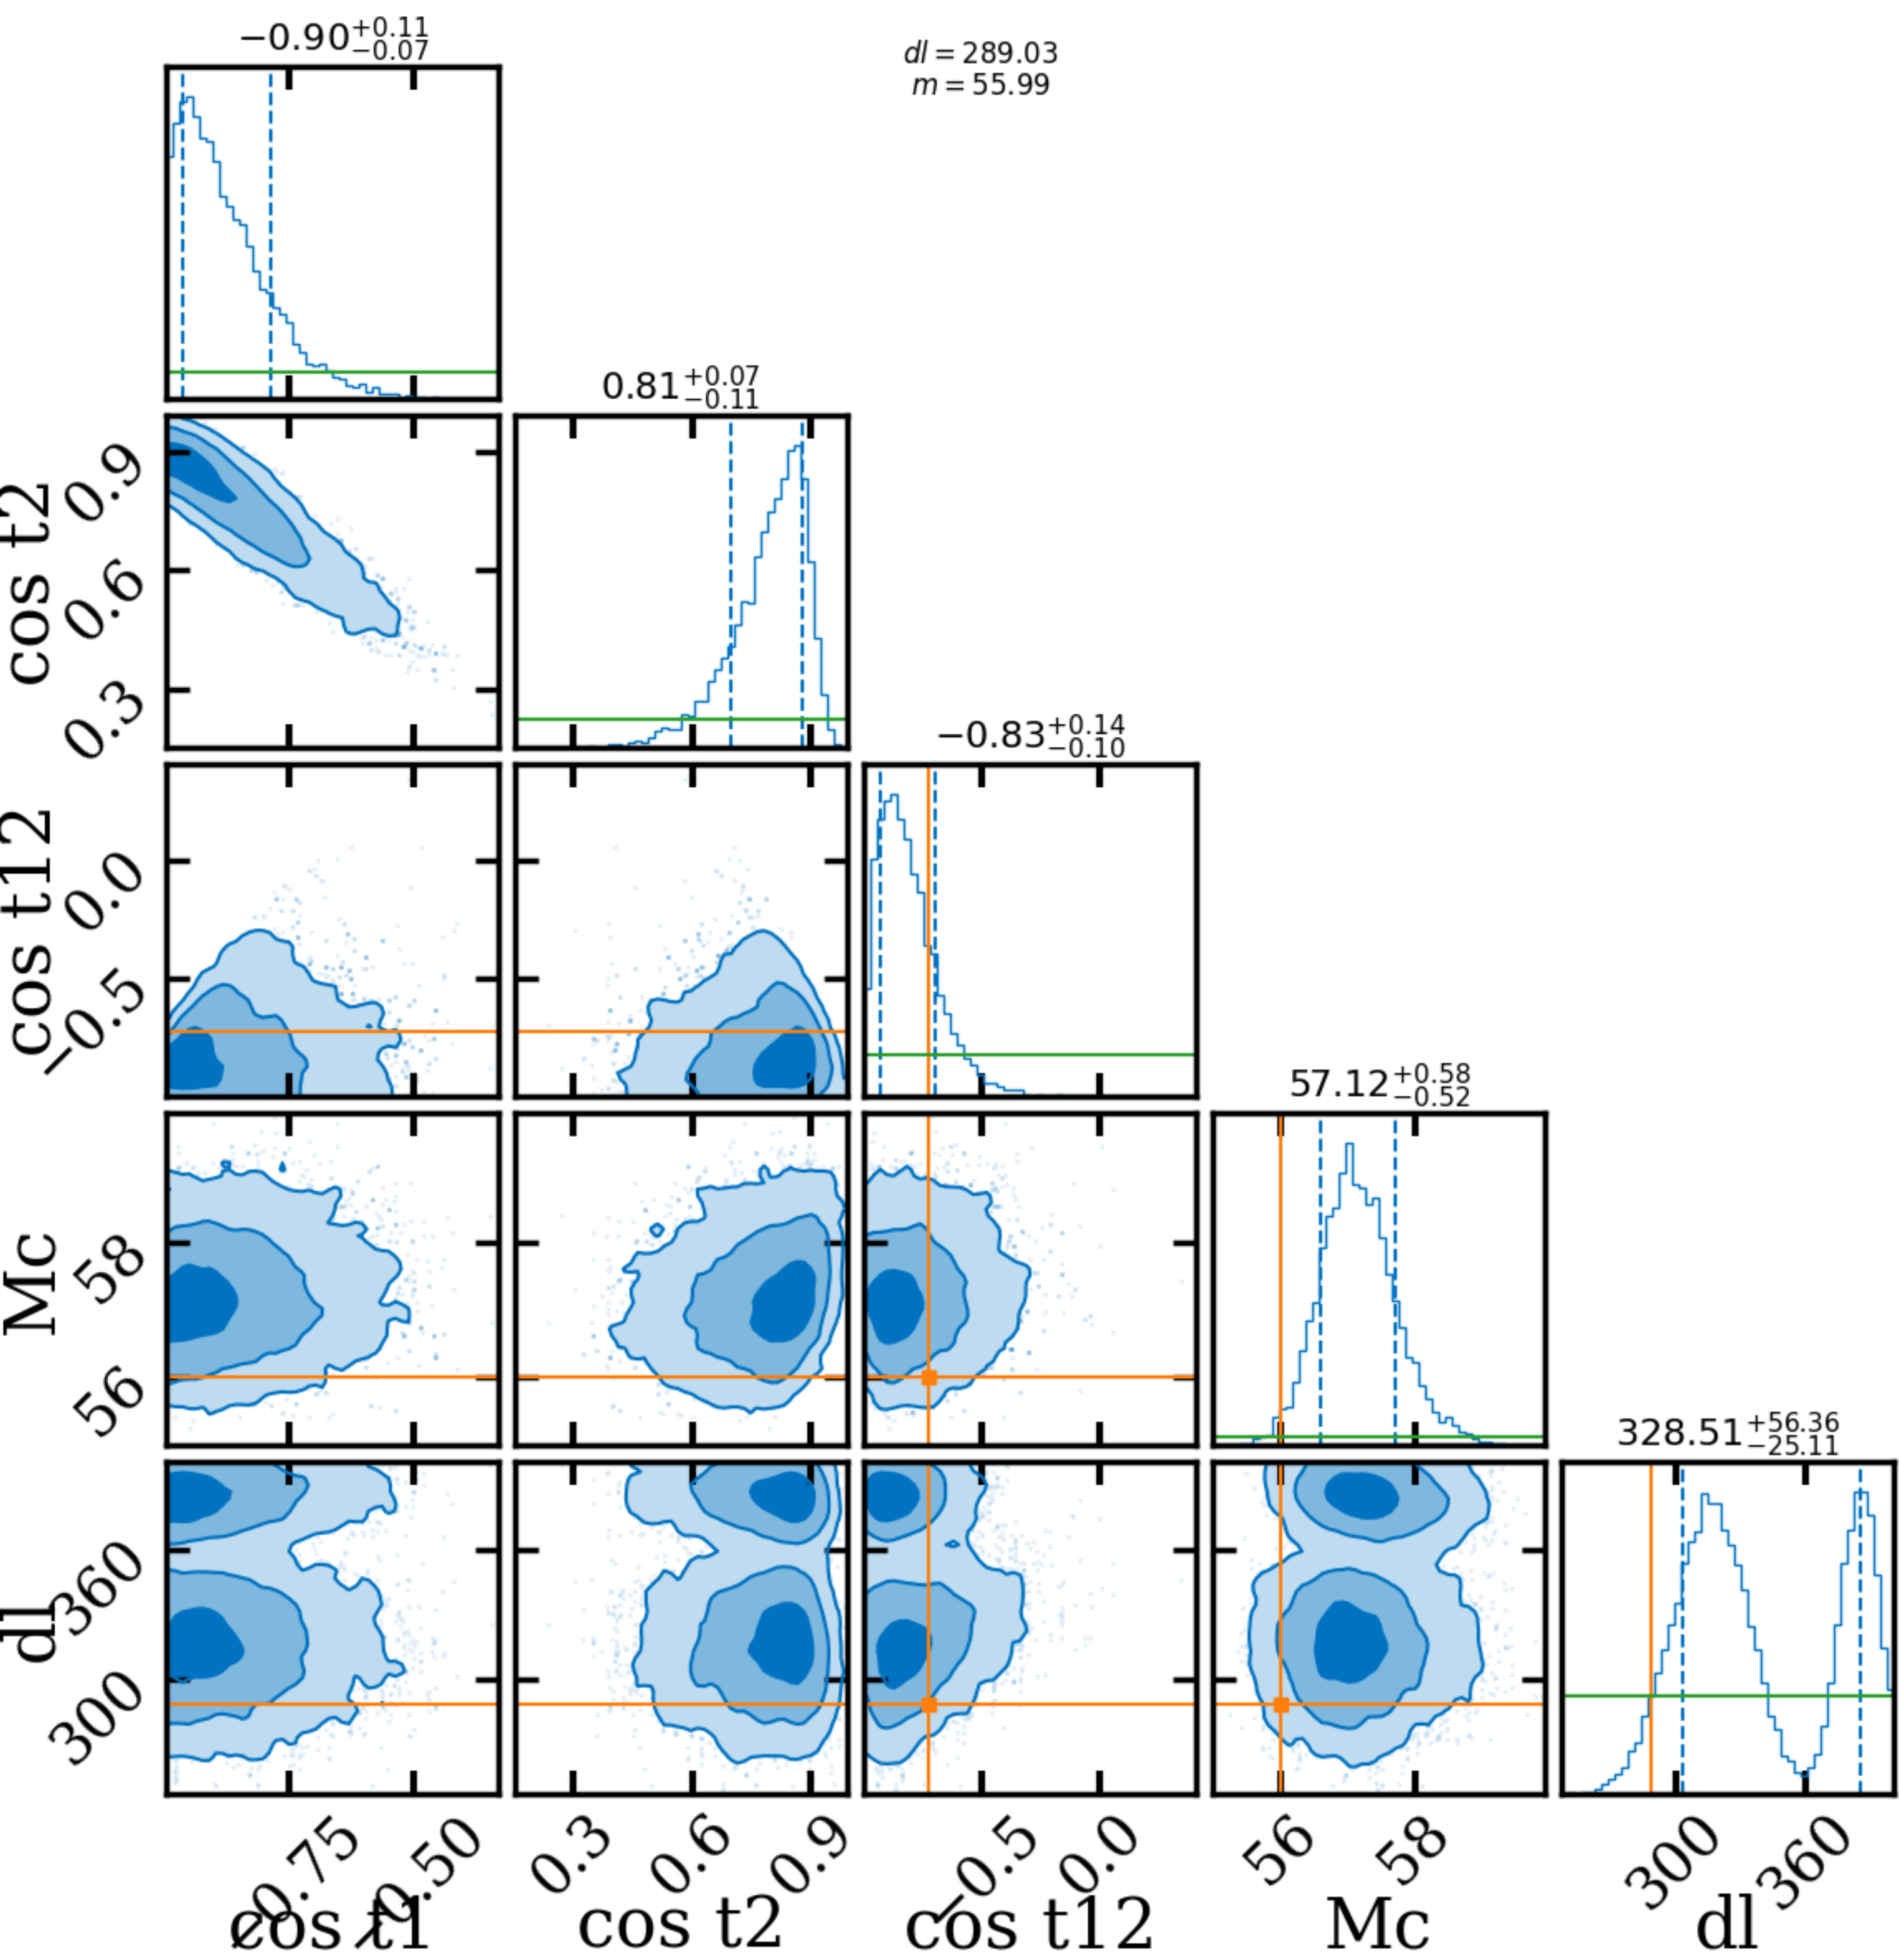 −0.90+0.11−0.07
dl = 289.03
m = 55.99
0.81+0.07−0.11
cos t2
0.9
0.6
0.3
−0.83+0.14−0.10
cos t12
0.0
−0.5
57.12+0.58−0.52
Mc
58
56
328.51+56.36−25.11
dl
360
300
−0.75 −0.50 0.3 0.6 0.9 −0.5 0.0 56 58 300 360
cos t1 cos t2 cos t12 Mc dl